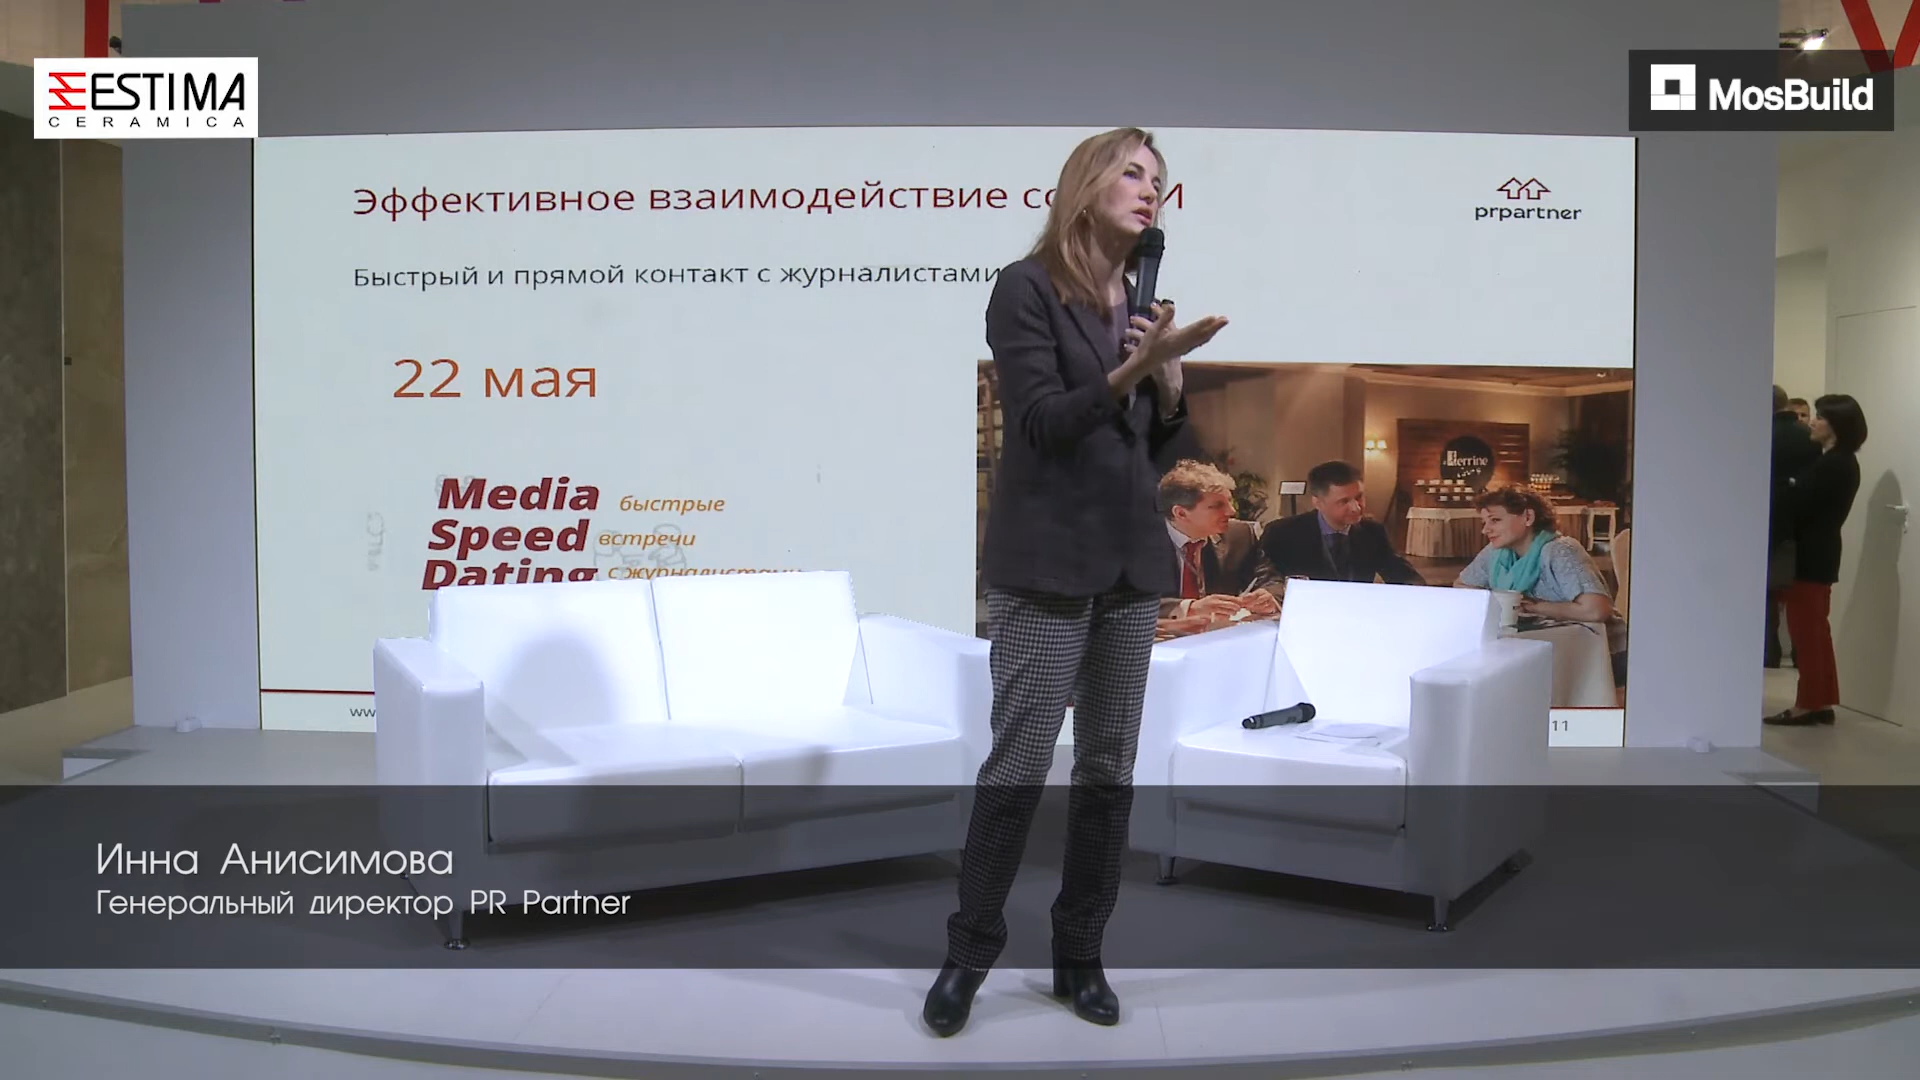 ESTIMA
CERAMICA
MosBuild
Эффективное взаимодействие
prpartner
Быстрый и прямой контакт с журналистами
22 мая
Media быстрые
Speed встречи
Dating с журналистами
Perrine
11
Инна Анисимова
Генеральный директор PR Partner